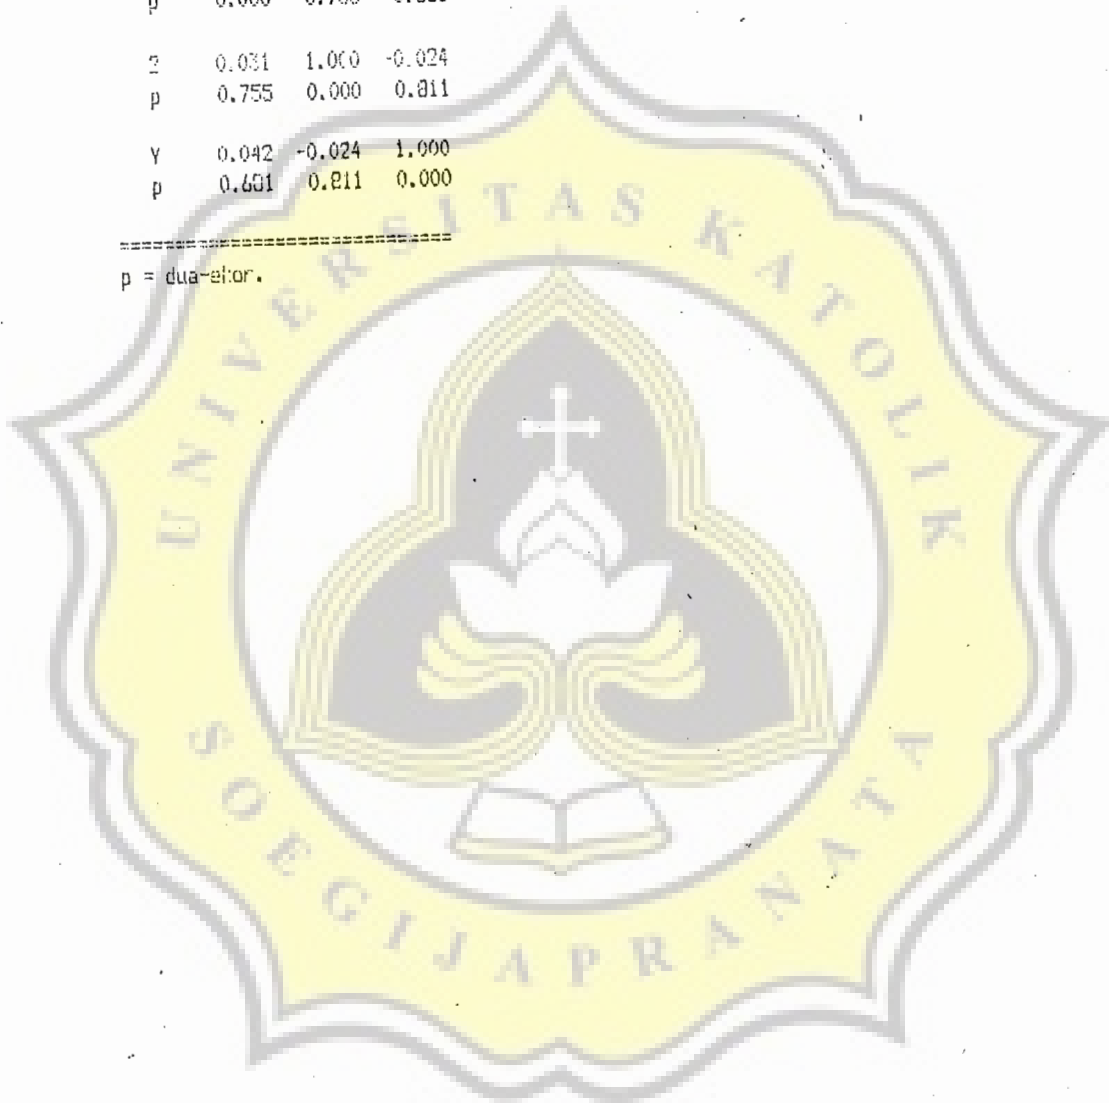 p 0.000
2 0.031 1.000 -0.024
p 0.755 0.000 0.811
Y 0.042 -0.024 1.000
p 0.811 0.000
==============================
p = dua-ekor.
UNIVERSITAS KATOLIK
SOEGIJAPRANATA